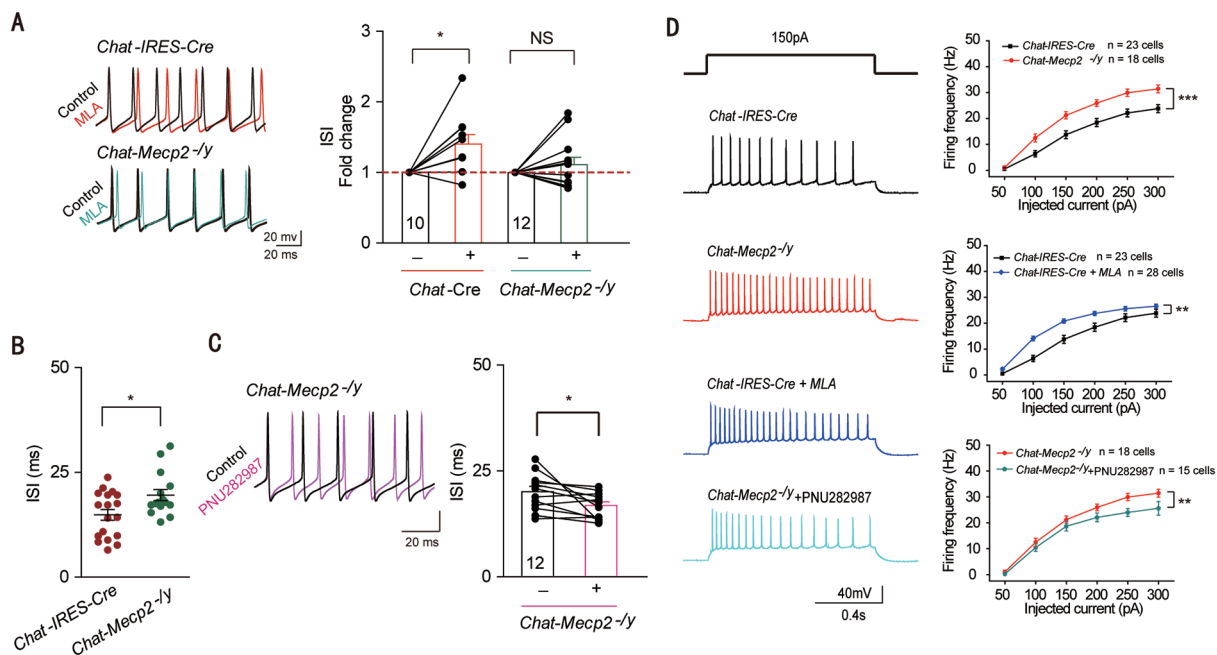 A
Chat-IRES-Cre
Control
MLA
Chat-Mecp2-/y
Control
MLA
20 mv
20 ms
3
2
1
0
ISI
Fold change
*
NS
10
12
– + – +
Chat-Cre
Chat-Mecp2-/y
B
50
25
0
ISI (ms)
*
Chat-IRES-Cre
Chat-Mecp2-/y
C
Chat-Mecp2-/y
Control
PNU282987
20 ms
50
25
0
ISI (ms)
*
12
– +
Chat-Mecp2-/y
D
150pA
Chat-IRES-Cre
Chat-Mecp2-/y
Chat-IRES-Cre + MLA
Chat-Mecp2-/y+PNU282987
40mV
0.4s
Chat-IRES-Cre n = 23 cells
Chat-Mecp2-/y n = 18 cells
50
40
30
20
10
0
Firing frequency (Hz)
***
50 100 150 200 250 300
Injected current (pA)
Chat-IRES-Cre n = 23 cells
Chat-IRES-Cre + MLA n = 28 cells
50
40
30
20
10
0
Firing frequency (Hz)
**
50 100 150 200 250 300
Injected current (pA)
Chat-Mecp2-/y n = 18 cells
Chat-Mecp2-/y+PNU282987 n = 15 cells
50
40
30
20
10
0
Firing frequency (Hz)
**
50 100 150 200 250 300
Injected current (pA)